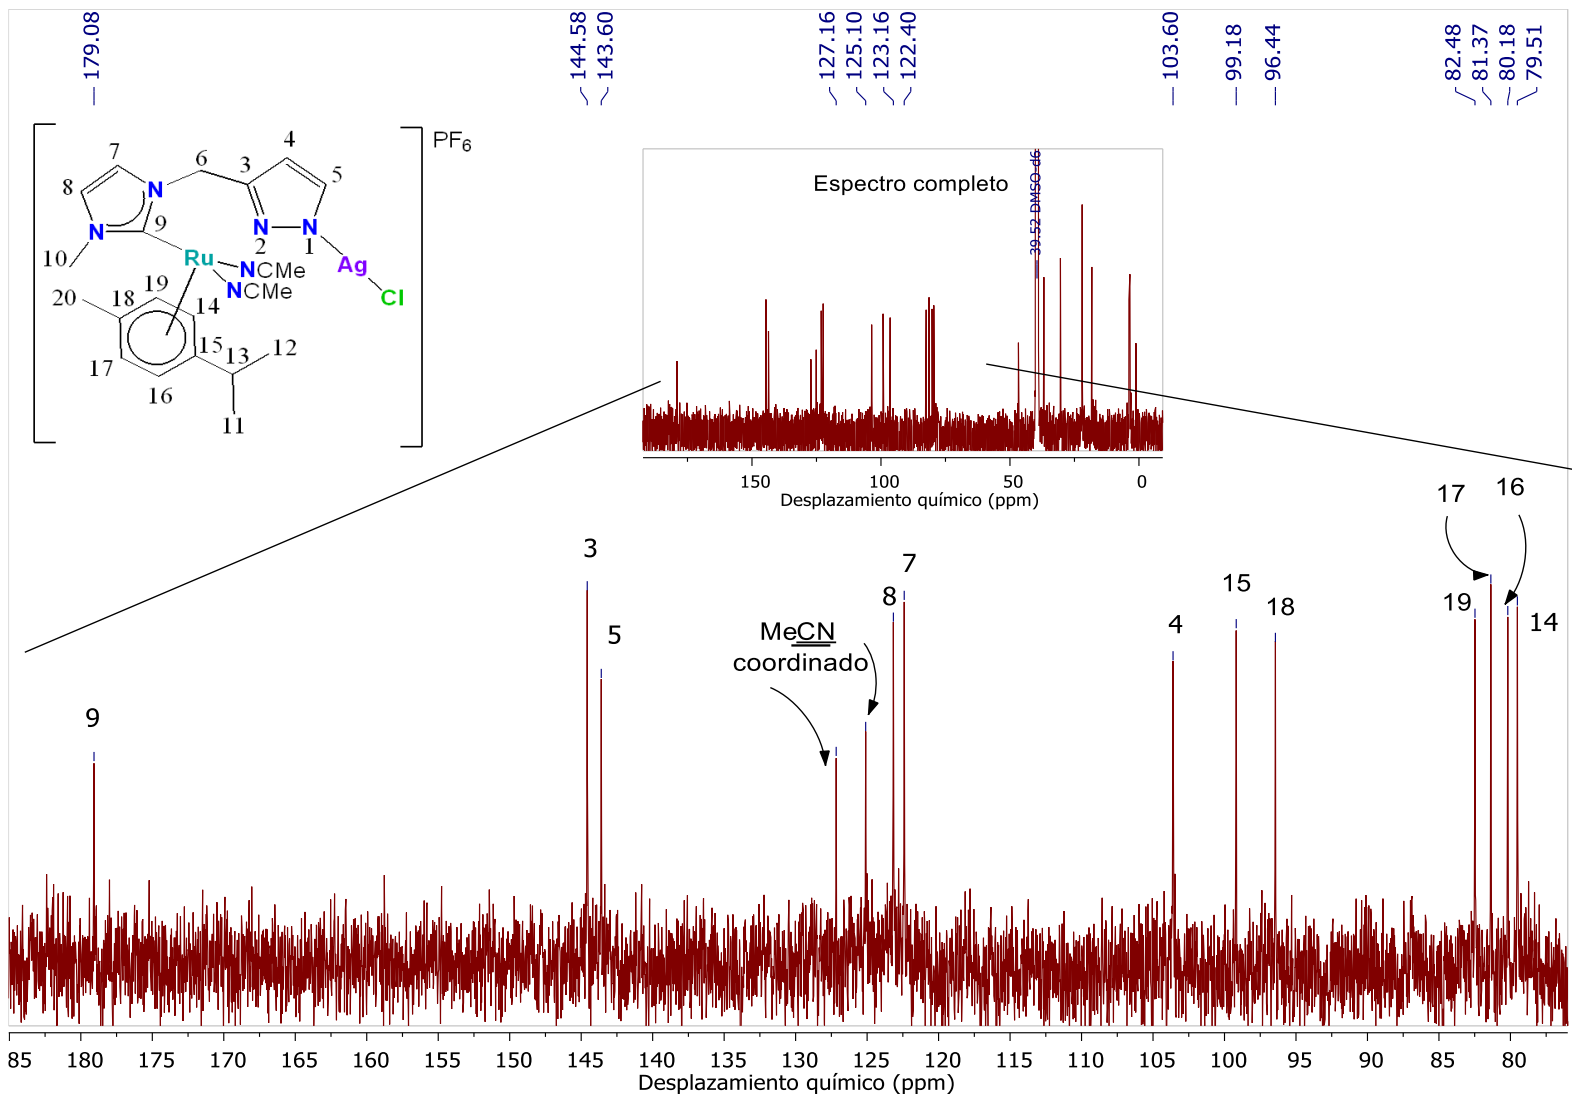 179.08
144.58
143.60
127.16
125.10
123.16
122.40
103.60
99.18
96.44
82.48
81.37
80.18
79.51
PF6
4
7
6
3
5
8
N
N
9
N
2
N
1
10
Ru
NCMe
NCMe
Ag
Cl
19
20
18
14
15
12
13
17
16
11
Espectro completo
39.52 DMSO-d6
150 100 50 0
Desplazamiento químico (ppm)
17
16
3
7
8
5
MeCN
coordinado
15
18
19
14
4
9
85 180 175 170 165 160 155 150 145 140 135 130 125 120 115 110 105 100 95 90 85 80
Desplazamiento químico (ppm)